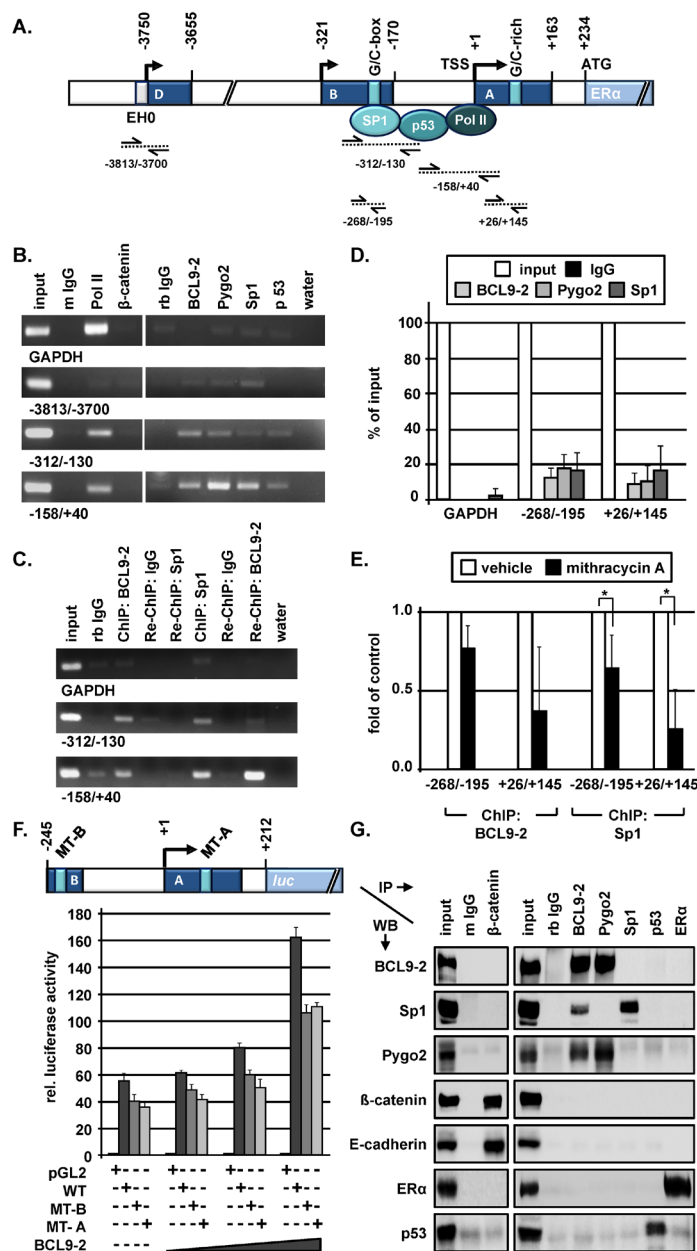 A.
-3750
-3655
-321
G/C-box
-170
TSS
+1
G/C-rich
+163
+234
ATG
D
B
A
ERα
EH0
SP1
p53
Pol II
-3813/-3700
-312/-130
-158/+40
-268/-195
+26/+145
B.
input
m IgG
Pol II
β-catenin
rb IgG
BCL9-2
Pygo2
Sp1
p 53
water
GAPDH
-3813/-3700
-312/-130
-158/+40
C.
input
rb IgG
ChIP: BCL9-2
Re-ChIP: IgG
Re-ChIP: Sp1
ChIP: Sp1
Re-ChIP: IgG
Re-ChIP: BCL9-2
water
GAPDH
-312/-130
-158/+40
D.
input IgG
BCL9-2 Pygo2 Sp1
% of input
100
80
60
40
20
0
GAPDH -268/-195 +26/+145
E.
vehicle mithracycin A
fold of control
1.0
0.5
0.0
* *
-268/-195 +26/+145 -268/-195 +26/+145
ChIP: BCL9-2
ChIP: Sp1
F.
-245
MT-B
+1
MT-A
+212
B
A
luc
rel. luciferase activity
180
160
140
120
100
80
60
40
20
0
pGL2 +---+---+---+---
WT -+---+---+---+--
MT-B --+---+---+---+-
MT- A ---+---+---+---+
BCL9-2 ----
G.
IP
WB
input
m IgG
β-catenin
input
rb IgG
BCL9-2
Pygo2
Sp1
p53
ERα
BCL9-2
Sp1
Pygo2
ß-catenin
E-cadherin
ERα
p53